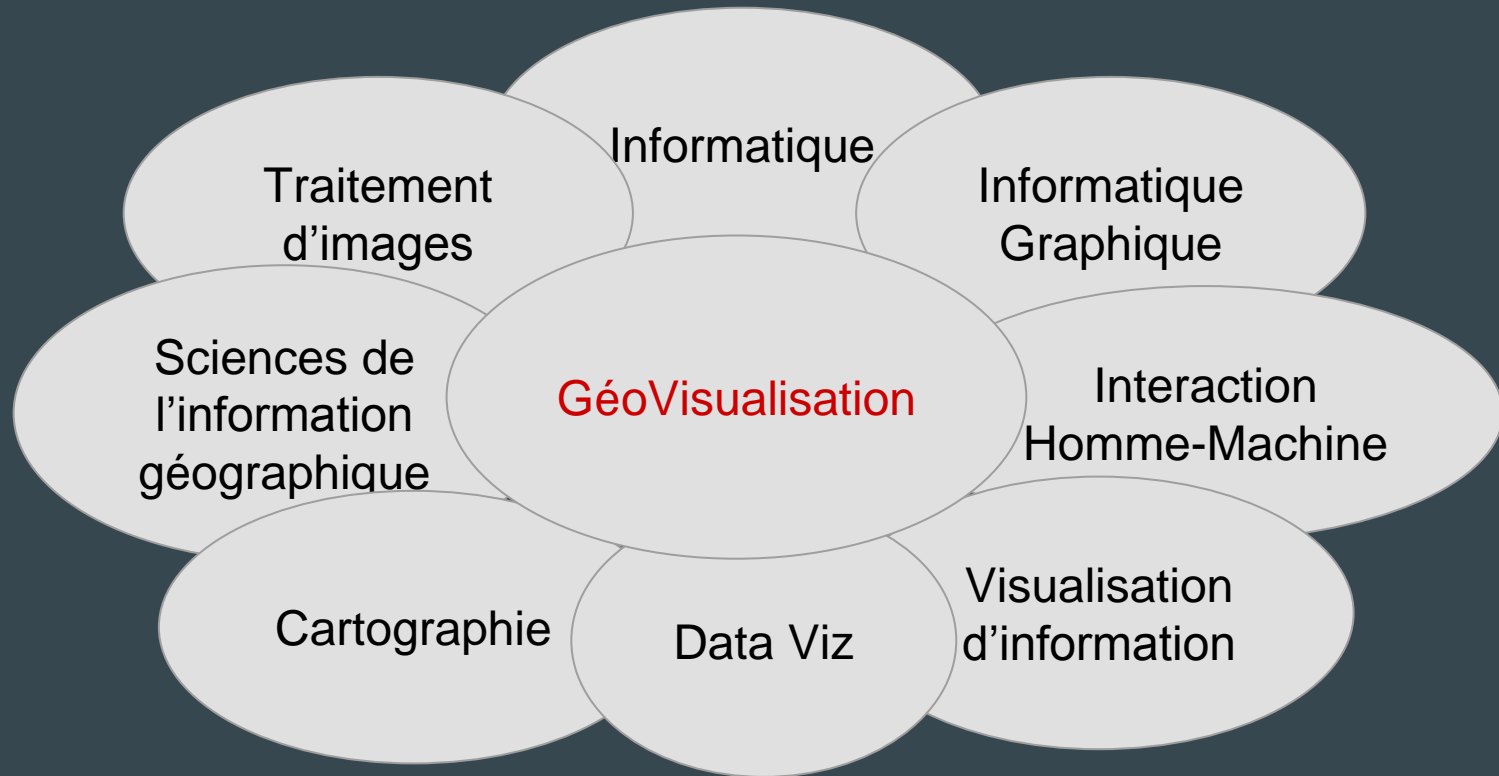 Informatique
Traitement
d’images
Informatique
Graphique
Sciences de
l’information
géographique
GéoVisualisation
Interaction
Homme-Machine
Cartographie
Data Viz
Visualisation
d’information